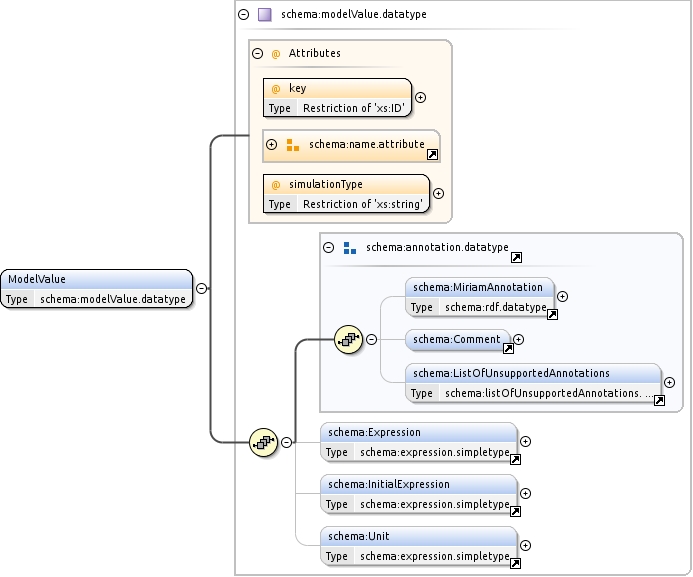 schema:modelValue.datatype
@ Attributes
@ key
Type Restriction of 'xs:ID'
schema:name.attribute
@ simulationType
Type Restriction of 'xs:string'
schema:annotation.datatype
ModelValue
Type schema:modelValue.datatype
schema:MiriamAnnotation
Type schema:rdf.datatype
schema:Comment
schema:ListOfUnsupportedAnnotations
Type schema:listOfUnsupportedAnnotations. ...
schema:Expression
Type schema:expression.simpletype
schema:InitialExpression
Type schema:expression.simpletype
schema:Unit
Type schema:expression.simpletype